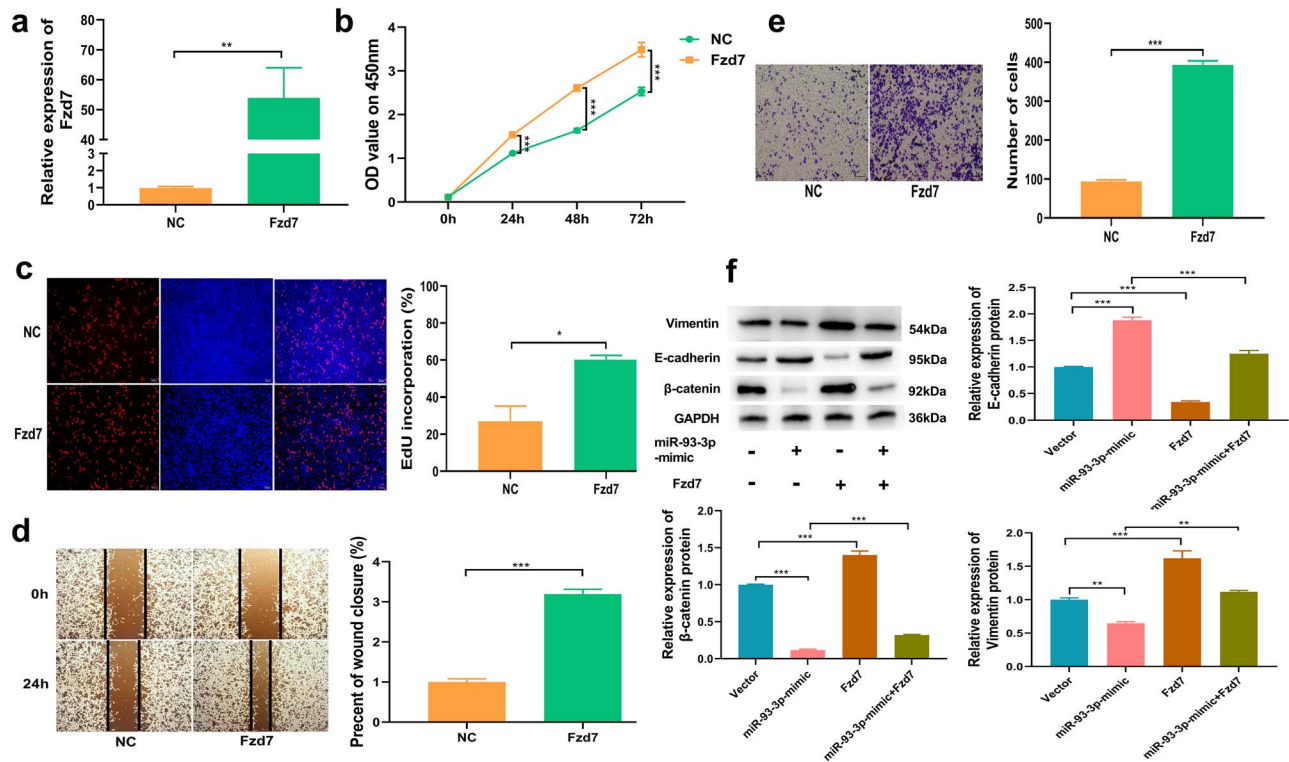 a
Relative expression of
Fzd7
80
70
60
50
40
3
2
1
0
**
NC
Fzd7
b
OD value on 450nm
4
3
2
1
0
0h
24h
48h
72h
***
***
***
NC
Fzd7
e
NC
Fzd7
Number of cells
500
400
300
200
100
0
***
NC
Fzd7
c
NC
Fzd7
EdU incorporation (%)
100
80
60
40
20
0
*
NC
Fzd7
d
0h
24h
NC
Fzd7
Precent of wound closure (%)
4
3
2
1
0
***
NC
Fzd7
f
Vimentin
54kDa
E-cadherin
95kDa
β-catenin
92kDa
GAPDH
36kDa
miR-93-3p
-mimic
- + - +
Fzd7
- - + +
Relative expression of
E-cadherin protein
2.5
2.0
1.5
1.0
0.5
0.0
***
***
***
Vector
miR-93-3p-mimic
Fzd7
miR-93-3p-mimic+Fzd7
Relative expression of
β-catenin protein
2.0
1.5
1.0
0.5
0.0
***
***
***
Vector
miR-93-3p-mimic
Fzd7
miR-93-3p-mimic+Fzd7
Relative expression of
Vimentin protein
2.0
1.5
1.0
0.5
0.0
**
***
**
Vector
miR-93-3p-mimic
Fzd7
miR-93-3p-mimic+Fzd7